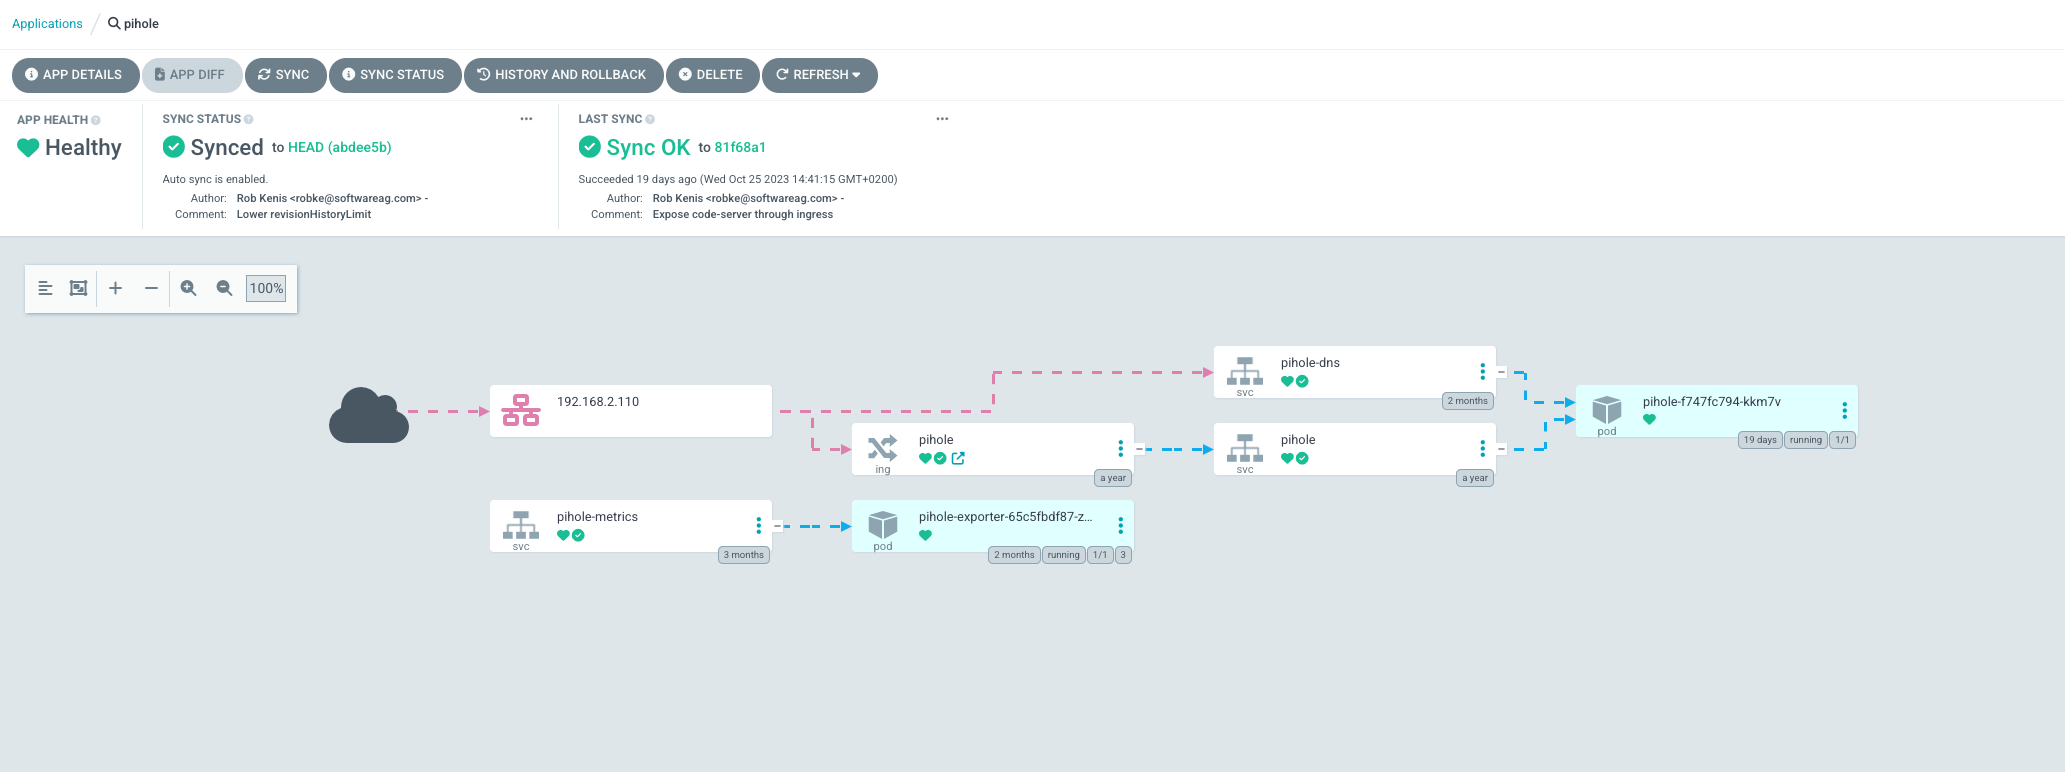 Applications pihole
APP DETAILS APP DIFF SYNC SYNC STATUS HISTORY AND ROLLBACK DELETE REFRESH
APP HEALTH
Healthy
SYNC STATUS
Synced to HEAD (abdee5b)
Auto sync is enabled.
Author: Rob Kenis <robke@softwareag.com> -
Comment: Lower revisionHistoryLimit
LAST SYNC
Sync OK to 81f68a1
Succeeded 19 days ago (Wed Oct 25 2023 14:41:15 GMT+0200)
Author: Rob Kenis <robke@softwareag.com> -
Comment: Expose code-server through ingress
100%
192.168.2.110
pihole-dns
svc
2 months
pihole
ing
a year
pihole
svc
a year
pihole-f747fc794-kkm7v
pod
19 days running 1/1
pihole-metrics
svc
3 months
pihole-exporter-65c5fbdf87-z...
pod
2 months running 1/1 3